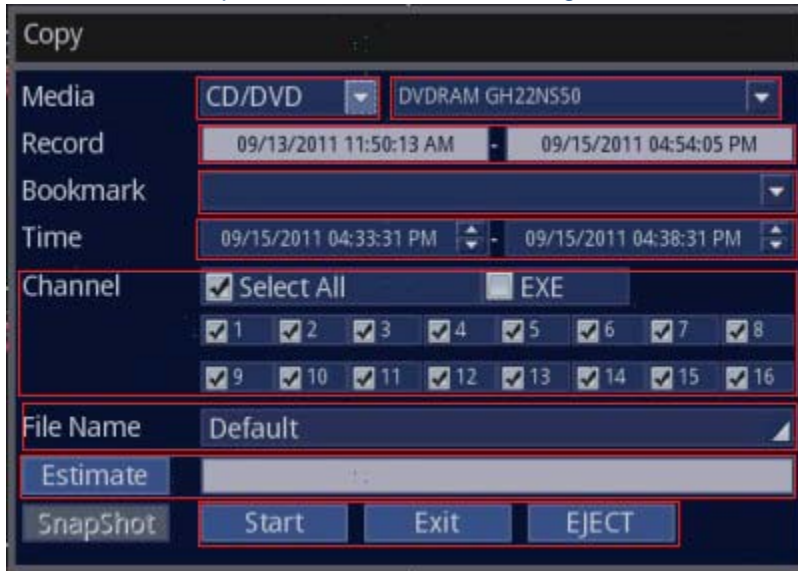 Copy
Media CD/DVD DVDRAM GH22NS50
Record 09/13/2011 11:50:13 AM - 09/15/2011 04:54:05 PM
Bookmark
Time 09/15/2011 04:33:31 PM - 09/15/2011 04:38:31 PM
Channel Select All EXE
1 2 3 4 5 6 7 8
9 10 11 12 13 14 15 16
File Name Default
Estimate
SnapShot Start Exit EJECT